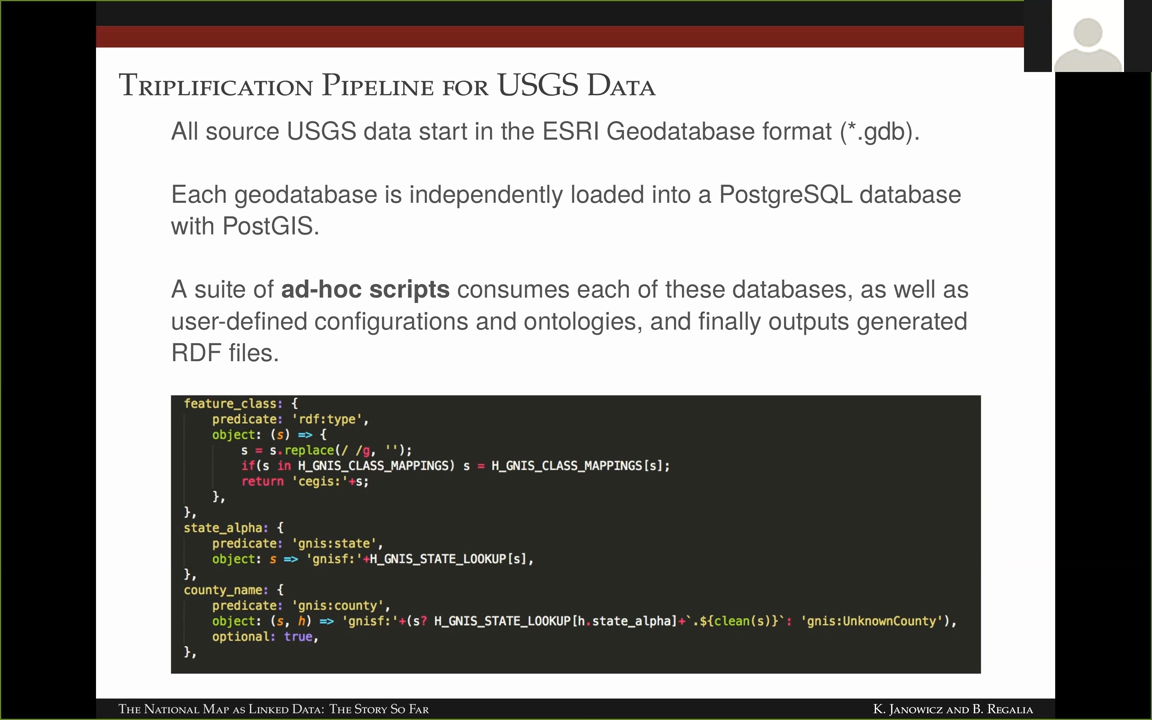 Triplification Pipeline for USGS Data
All source USGS data start in the ESRI Geodatabase format (*.gdb).
Each geodatabase is independently loaded into a PostgreSQL database
with PostGIS.
A suite of ad-hoc scripts consumes each of these databases, as well as
user-defined configurations and ontologies, and finally outputs generated
RDF files.
feature_class: {
predicate: 'rdf:type',
object: (s) => {
s = s.replace(/ /g, '');
if(s in H_GNIS_CLASS_MAPPINGS) s = H_GNIS_CLASS_MAPPINGS[s];
return 'cegis:'+s;
},
},
state_alpha: {
predicate: 'gnis:state',
object: s => 'gnisf:'+H_GNIS_STATE_LOOKUP[s],
},
county_name: {
predicate: 'gnis:county',
object: (s, h) => 'gnisf:'+(s? H_GNIS_STATE_LOOKUP[h.state_alpha]+`.${clean(s)}`: 'gnis:UnknownCounty'),
optional: true,
},
The National Map as Linked Data: The Story So Far
K. Janowicz and B. Regalia